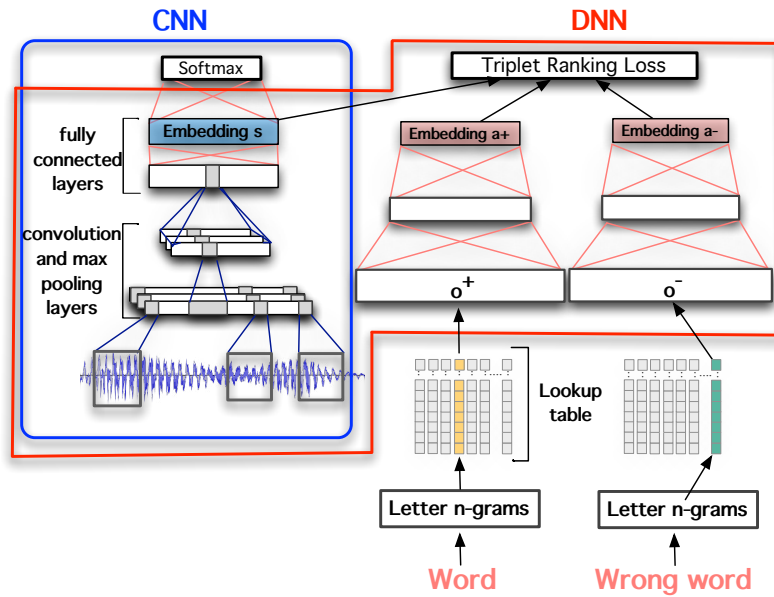 CNN
DNN
Softmax
Triplet Ranking Loss
fully
connected
layers
Embedding s
Embedding a+
Embedding a-
convolution
and max
pooling
layers
o+
o-
Lookup
table
Letter n-grams
Letter n-grams
Word
Wrong word